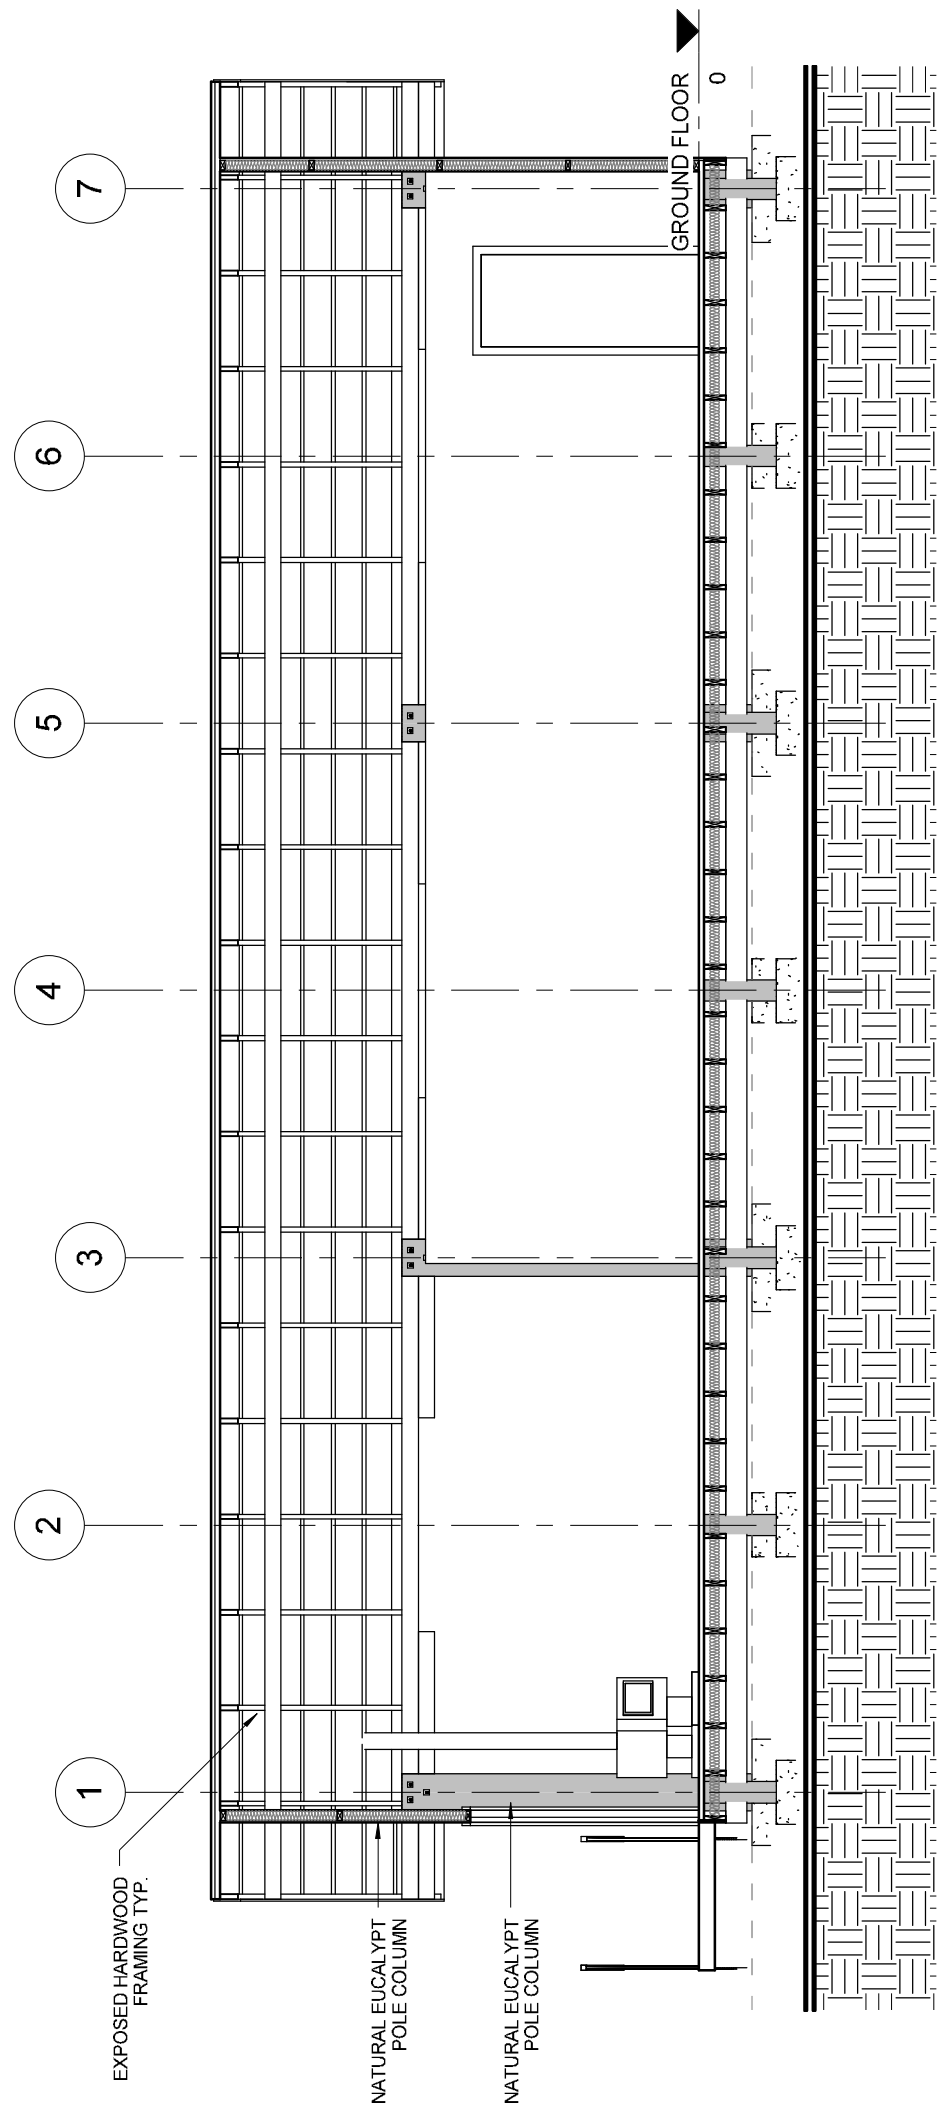 1
2
3
4
5
6
7
EXPOSED HARDWOOD
FRAMING TYP.
NATURAL EUCALYPT
POLE COLUMN
NATURAL EUCALYPT
POLE COLUMN
GROUND FLOOR
0